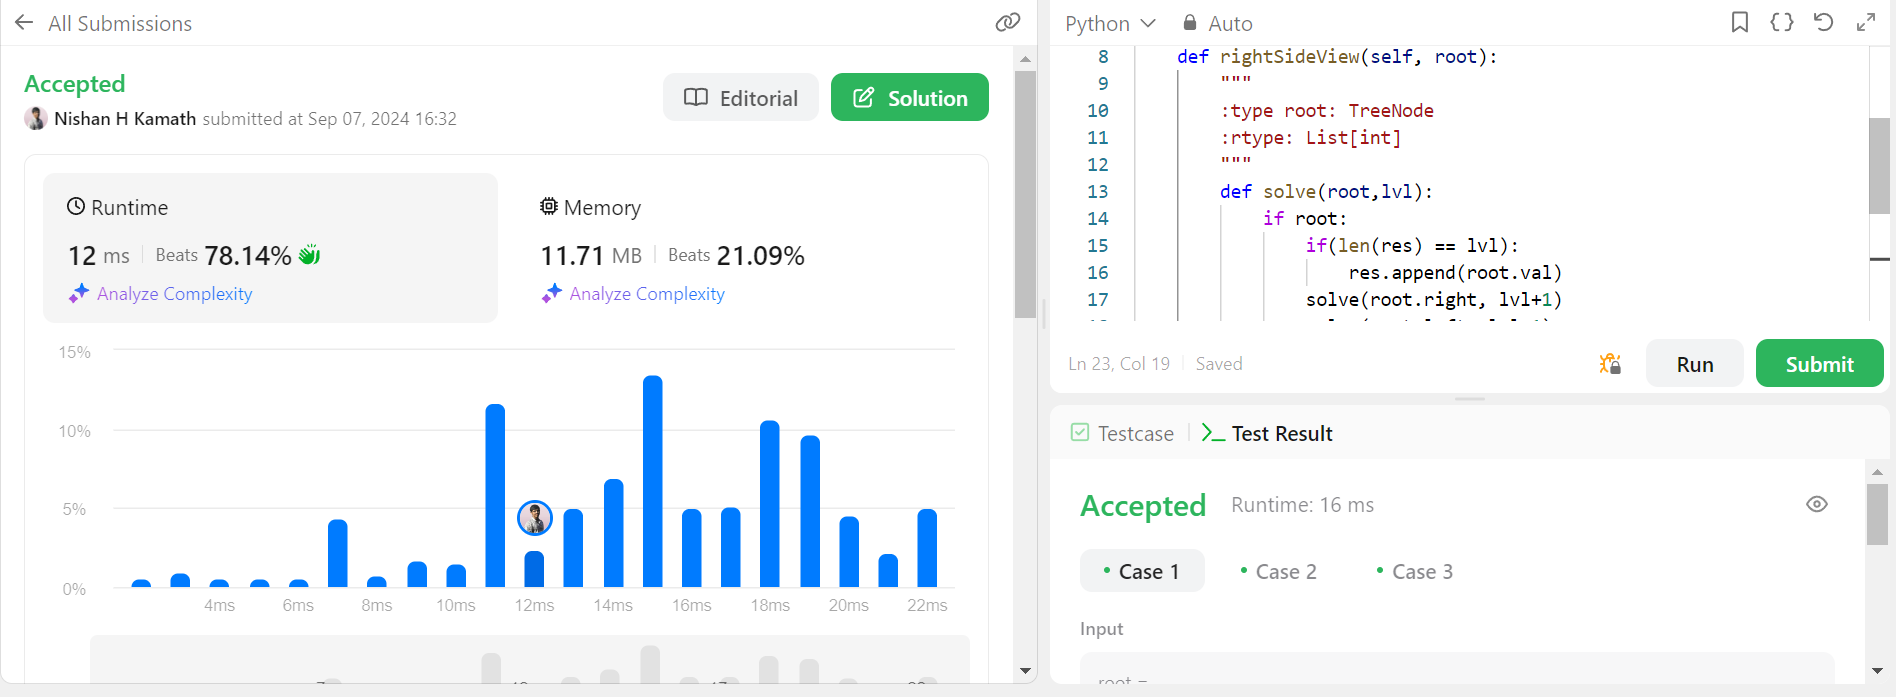 All Submissions
Accepted
Nishan H Kamath submitted at Sep 07, 2024 16:32
Editorial
Solution
Runtime
12 ms
Beats 78.14%
Analyze Complexity
Memory
11.71 MB
Beats 21.09%
Analyze Complexity
15%
10%
5%
0%
4ms 6ms 8ms 10ms 12ms 14ms 16ms 18ms 20ms 22ms
Python
Auto
8 def rightSideView(self, root):
9 """
10 :type root: TreeNode
11 :rtype: List[int]
12 """
13 def solve(root,lvl):
14 if root:
15 if(len(res) == lvl):
16 res.append(root.val)
17 solve(root.right, lvl+1)
Ln 23, Col 19
Saved
Run
Submit
Testcase
Test Result
Accepted
Runtime: 16 ms
Case 1
Case 2
Case 3
Input
root =